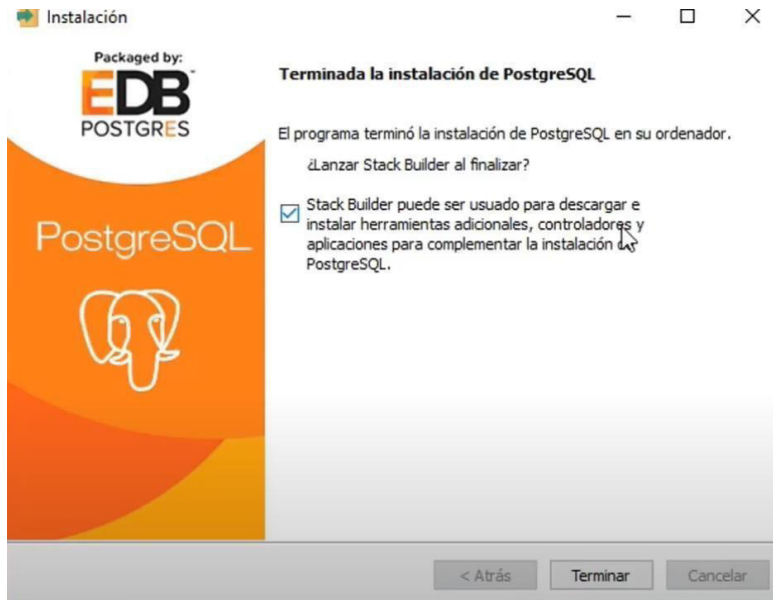 Instalación
Packaged by:
EDB
POSTGRES
PostgreSQL
Terminada la instalación de PostgreSQL
El programa terminó la instalación de PostgreSQL en su ordenador.
¿Lanzar Stack Builder al finalizar?
Stack Builder puede ser usado para descargar e
instalar herramientas adicionales, controladores y
aplicaciones para complementar la instalación de
PostgreSQL.
< Atrás
Terminar
Cancelar